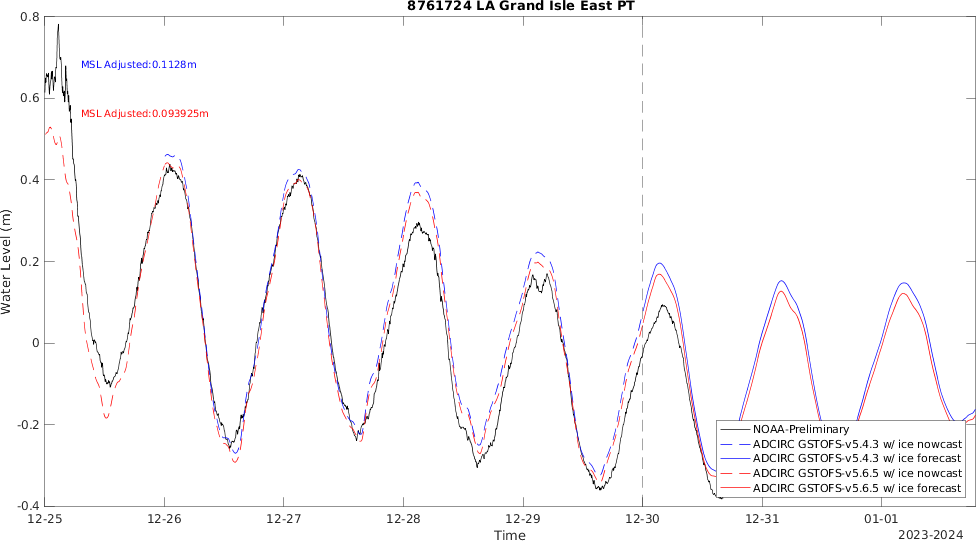 8761724 LA Grand Isle East PT
MSL Adjusted:0.1128m
MSL Adjusted:0.093925m
Water Level (m)
0.8
0.6
0.4
0.2
0
-0.2
-0.4
12-25
12-26
12-27
12-28
12-29
12-30
12-31
01-01
Time
2023-2024
NOAA-Preliminary
ADCIRC GSTOFS-v5.4.3 w/ ice nowcast
ADCIRC GSTOFS-v5.4.3 w/ ice forecast
ADCIRC GSTOFS-v5.6.5 w/ ice nowcast
ADCIRC GSTOFS-v5.6.5 w/ ice forecast